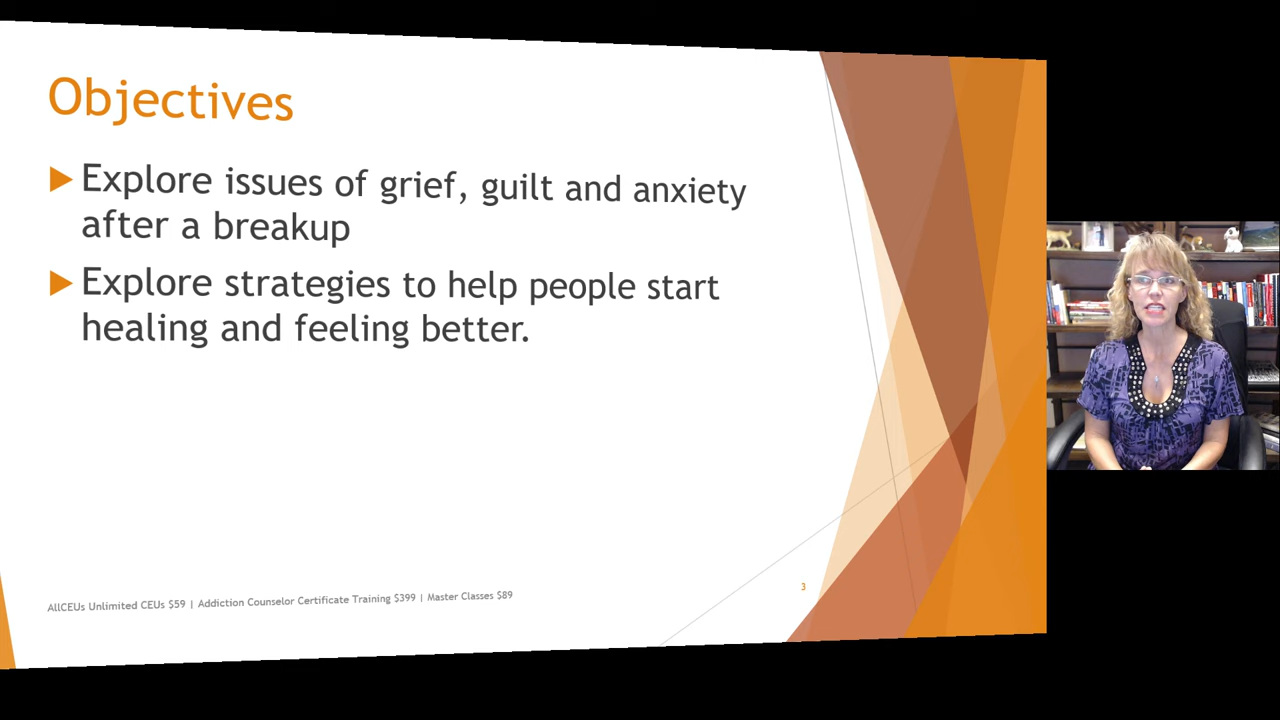 Objectives
Explore issues of grief, guilt and anxiety
after a breakup
Explore strategies to help people start
healing and feeling better.
AllCEUs Unlimited CEUs $59 | Addiction Counselor Certificate Training $399 | Master Classes $89
3